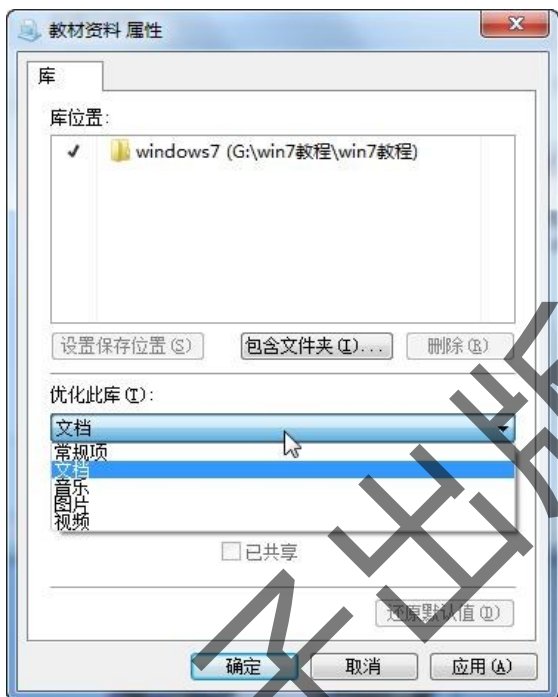 教材资料 属性
库
库位置:
windows7 (G:\win7教程\win7教程)
设置保存位置(S)
包含文件夹(I)...
删除(R)
优化此库(T):
文档
常规项
文档
音乐
图片
视频
已共享
还原默认值(D)
确定
取消
应用(A)